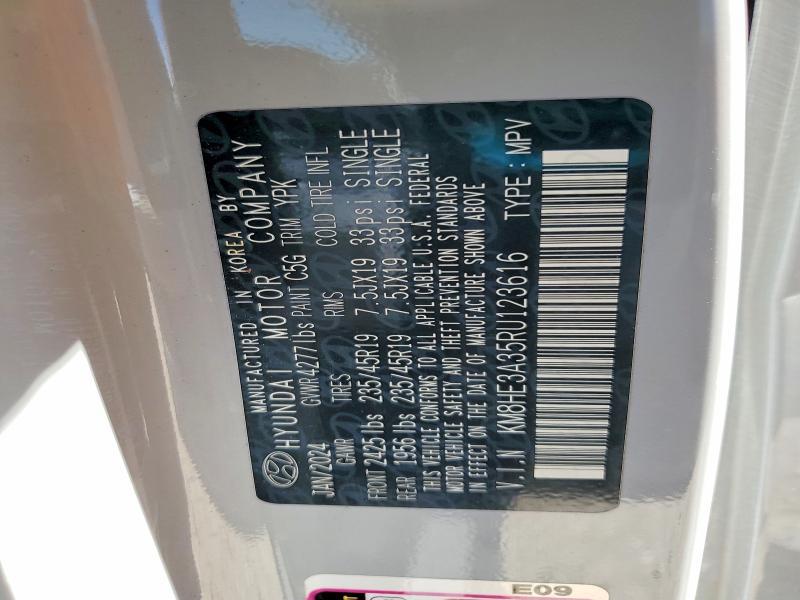 MANUFACTURED IN KOREA BY
HYUNDAI MOTOR COMPANY
JAN/2024 GVWR 4277lbs PAINT C5G TRIM YPK
GAWR TIRES RMS COLD TIRE INFL
FRONT 2425 lbs 235/45R19 7.5JX19 33psi SINGLE
REAR 1956 lbs 235/45R19 7.5JX19 33psi SINGLE
THIS VEHICLE CONFORMS TO ALL APPLICABLE U.S.A. FEDERAL
MOTOR VEHICLE SAFETY AND THEFT PREVENTION STANDARDS
IN EFFECT ON THE DATE OF MANUFACTURE SHOWN ABOVE
V.I.N KM8HE3A35RU123616 TYPE : MPV
E09